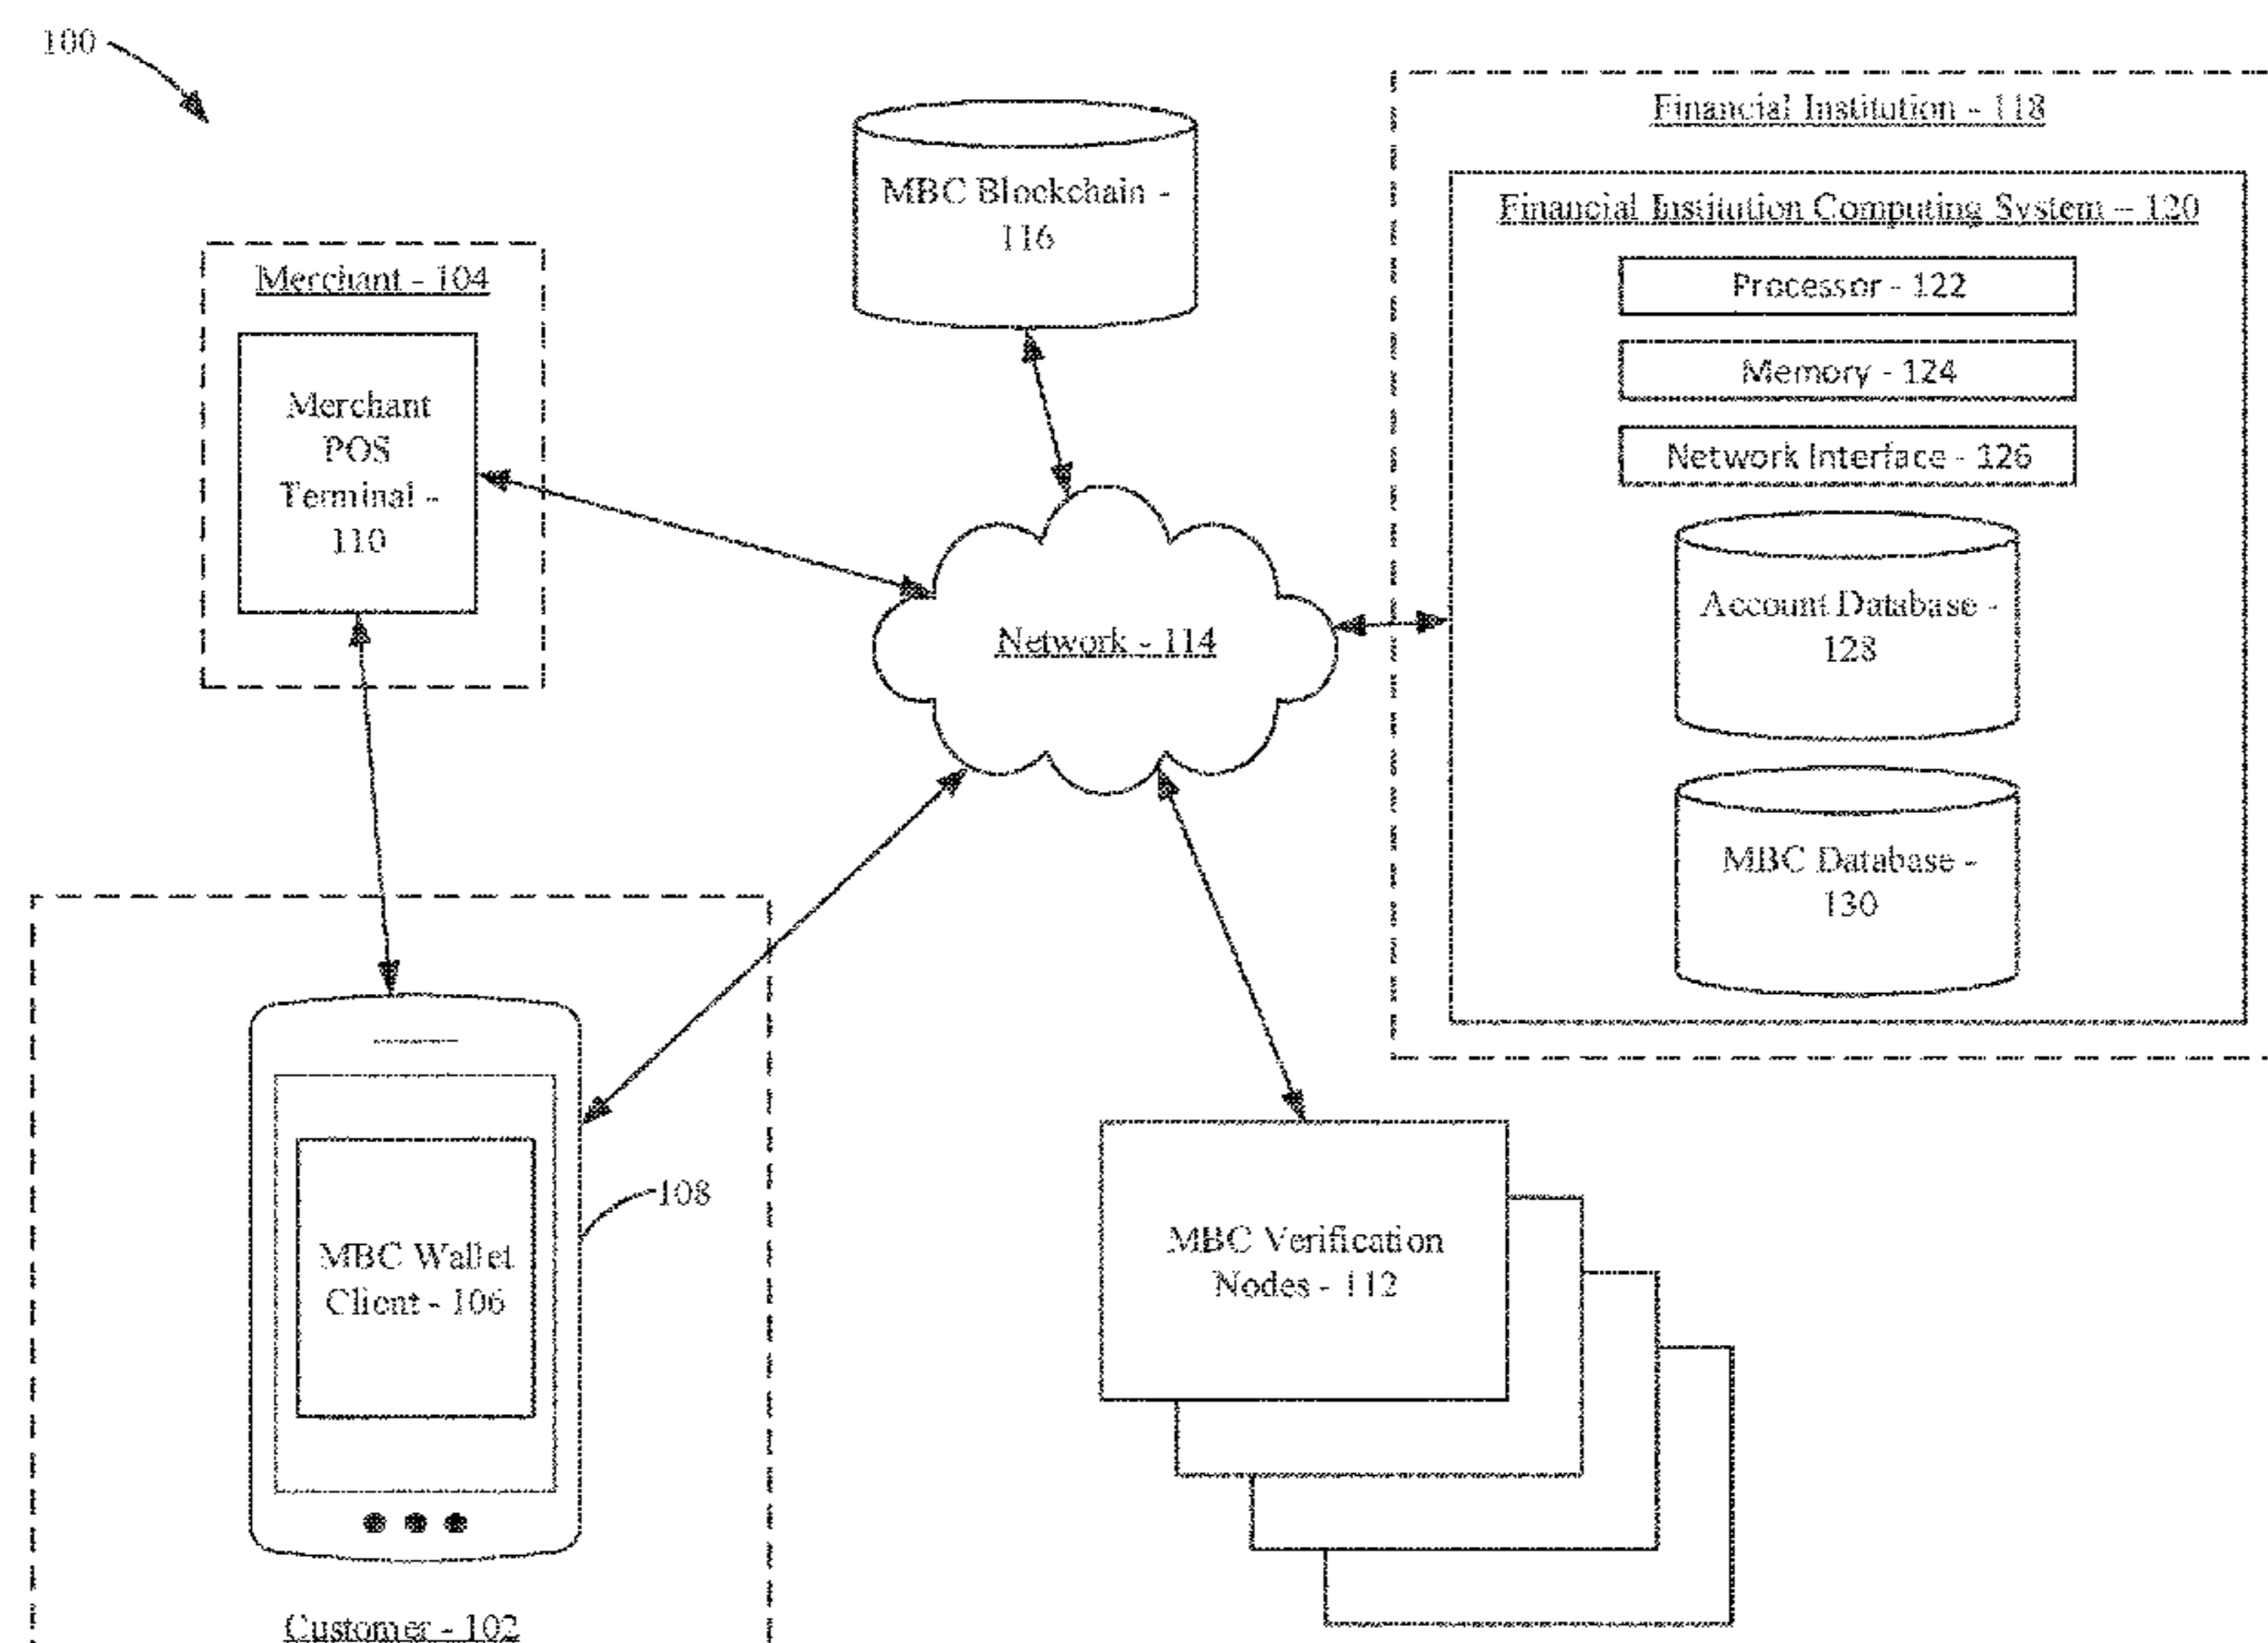 100
Financial Institution - 118
MBC Blockchain -
116
Financial Institution Computing System – 120
Merchant - 104
Processor - 122
Memory - 124
Merchant
POS
Terminal -
110
Network Interface - 126
Account Database -
128
Network - 114
MBC Database -
130
108
MBC Wallet
Client - 106
MBC Verification
Nodes - 112
Customer - 102